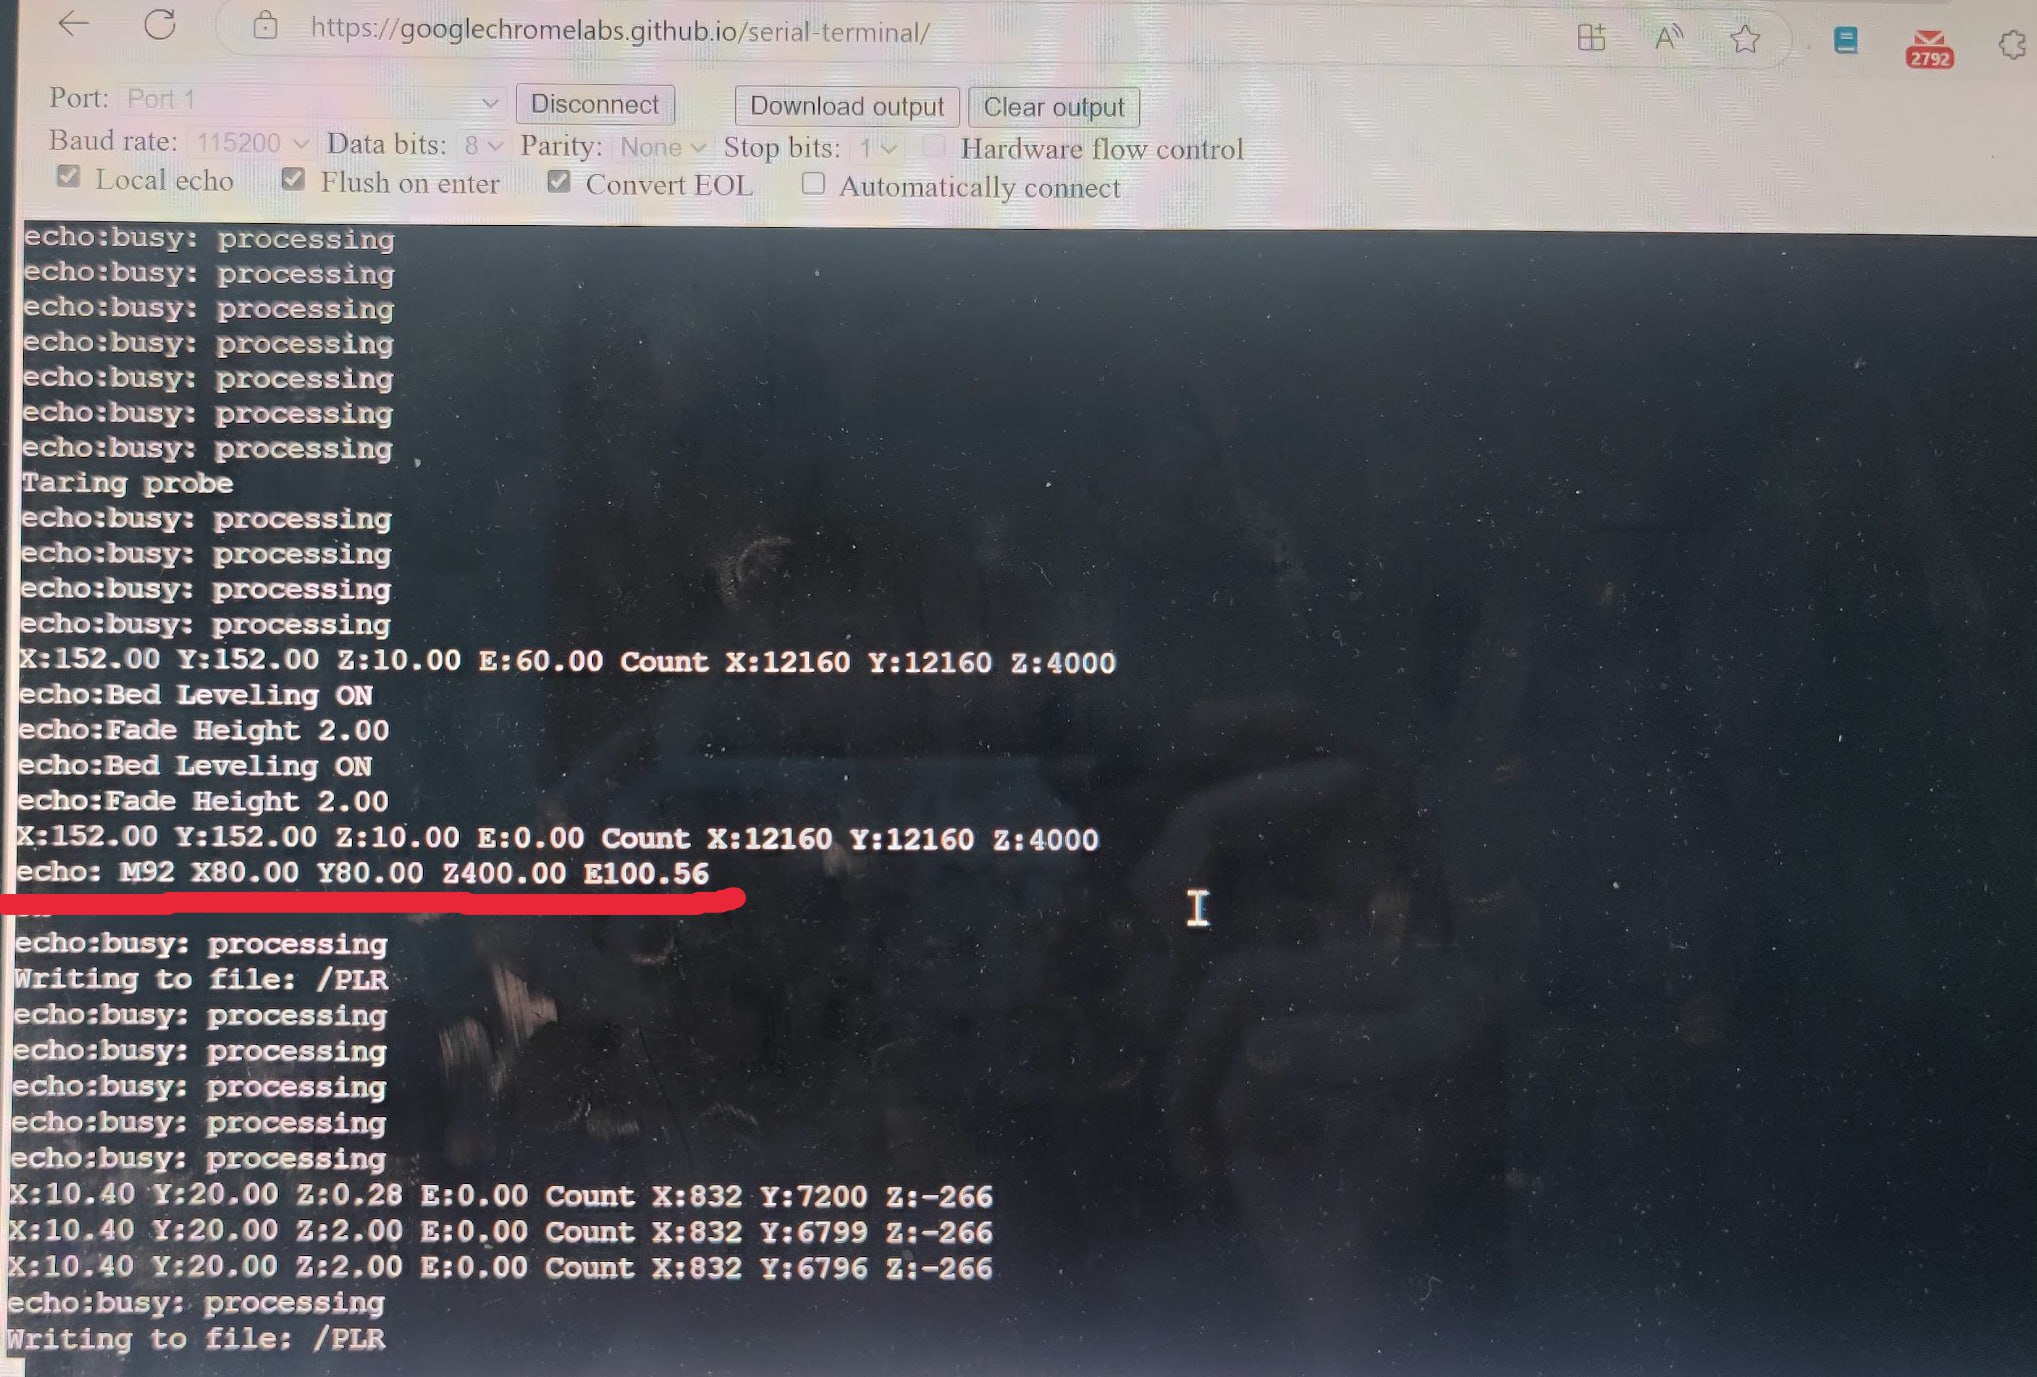 https://googlechromelabs.github.io/serial-terminal/
2792
Port: Port 1 Disconnect Download output Clear output
Baud rate: 115200 Data bits: 8 Parity: None Stop bits: 1 Hardware flow control
Local echo Flush on enter Convert EOL Automatically connect
echo:busy: processing
echo:busy: processing
echo:busy: processing
echo:busy: processing
echo:busy: processing
echo:busy: processing
echo:busy: processing
Taring probe
echo:busy: processing
echo:busy: processing
echo:busy: processing
echo:busy: processing
X:152.00 Y:152.00 Z:10.00 E:60.00 Count X:12160 Y:12160 Z:4000
echo:Bed Leveling ON
echo:Fade Height 2.00
echo:Bed Leveling ON
echo:Fade Height 2.00
X:152.00 Y:152.00 Z:10.00 E:0.00 Count X:12160 Y:12160 Z:4000
echo: M92 X80.00 Y80.00 Z400.00 E100.56
echo:busy: processing
Writing to file: /PLR
echo:busy: processing
echo:busy: processing
echo:busy: processing
echo:busy: processing
echo:busy: processing
X:10.40 Y:20.00 Z:0.28 E:0.00 Count X:832 Y:7200 Z:-266
X:10.40 Y:20.00 Z:2.00 E:0.00 Count X:832 Y:6799 Z:-266
X:10.40 Y:20.00 Z:2.00 E:0.00 Count X:832 Y:6796 Z:-266
echo:busy: processing
Writing to file: /PLR